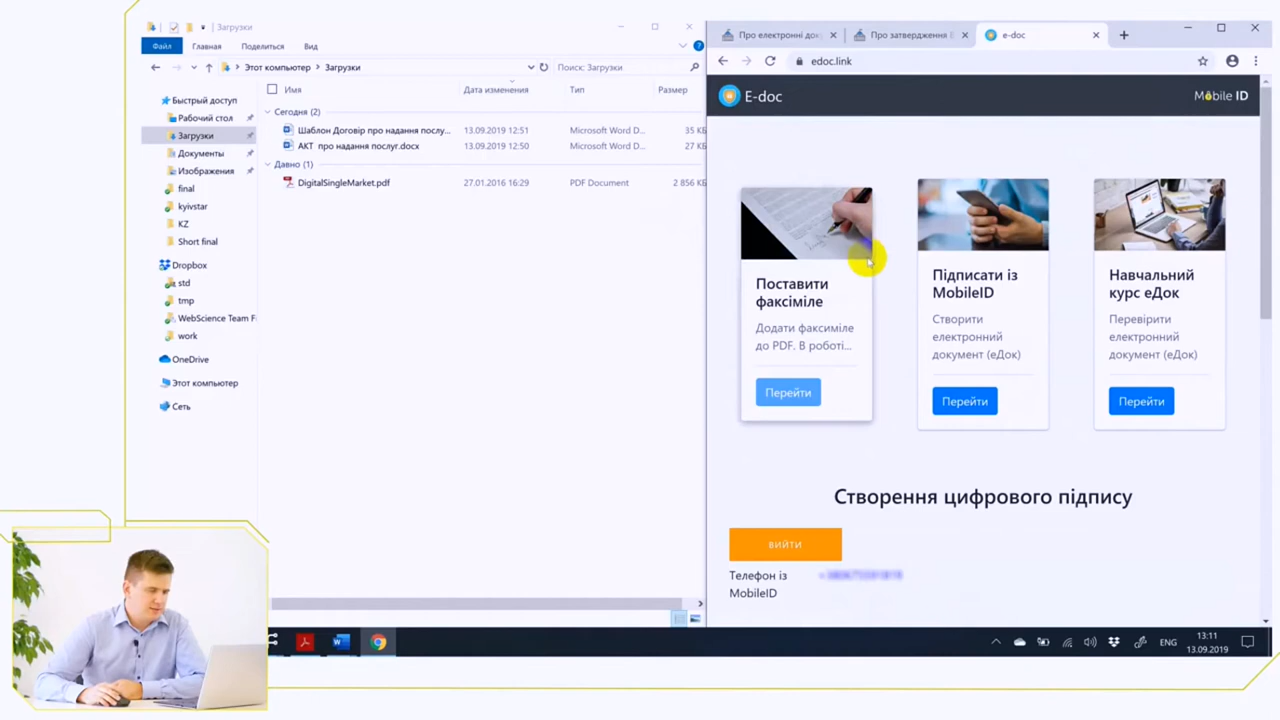 Загрузки
Файл
Главная
Поделиться
Вид
Этот компьютер
Загрузки
Поиск: Загрузки
Быстрый доступ
Рабочий стол
Загрузки
Документы
Изображения
final
kyivstar
KZ
Short final
Dropbox
std
tmp
WebScience Team F
work
OneDrive
Этот компьютер
Сеть
Имя
Дата изменения
Тип
Размер
Сегодня (2)
Шаблон Договір про надання послу... 13.09.2019 12:51 Microsoft Word D... 35 КБ
АКТ про надання послуг.docx 13.09.2019 12:50 Microsoft Word D... 27 КБ
Давно (1)
DigitalSingleMarket.pdf 27.01.2016 16:29 PDF Document 2 856 КБ
Про електронні док
Про затвердження
e-doc
edoc.link
E-doc
Mobile ID
Поставити
факсіміле
Додати факсиміле
до PDF. В роботі...
Перейти
Підписати із
MobileID
Створити
електронний
документ (еДок)
Перейти
Навчальний
курс еДок
Перевірити
електронний
документ (еДок)
Перейти
Створення цифрового підпису
ВИЙТИ
Телефон із
MobileID
ENG
13:11
13.09.2019